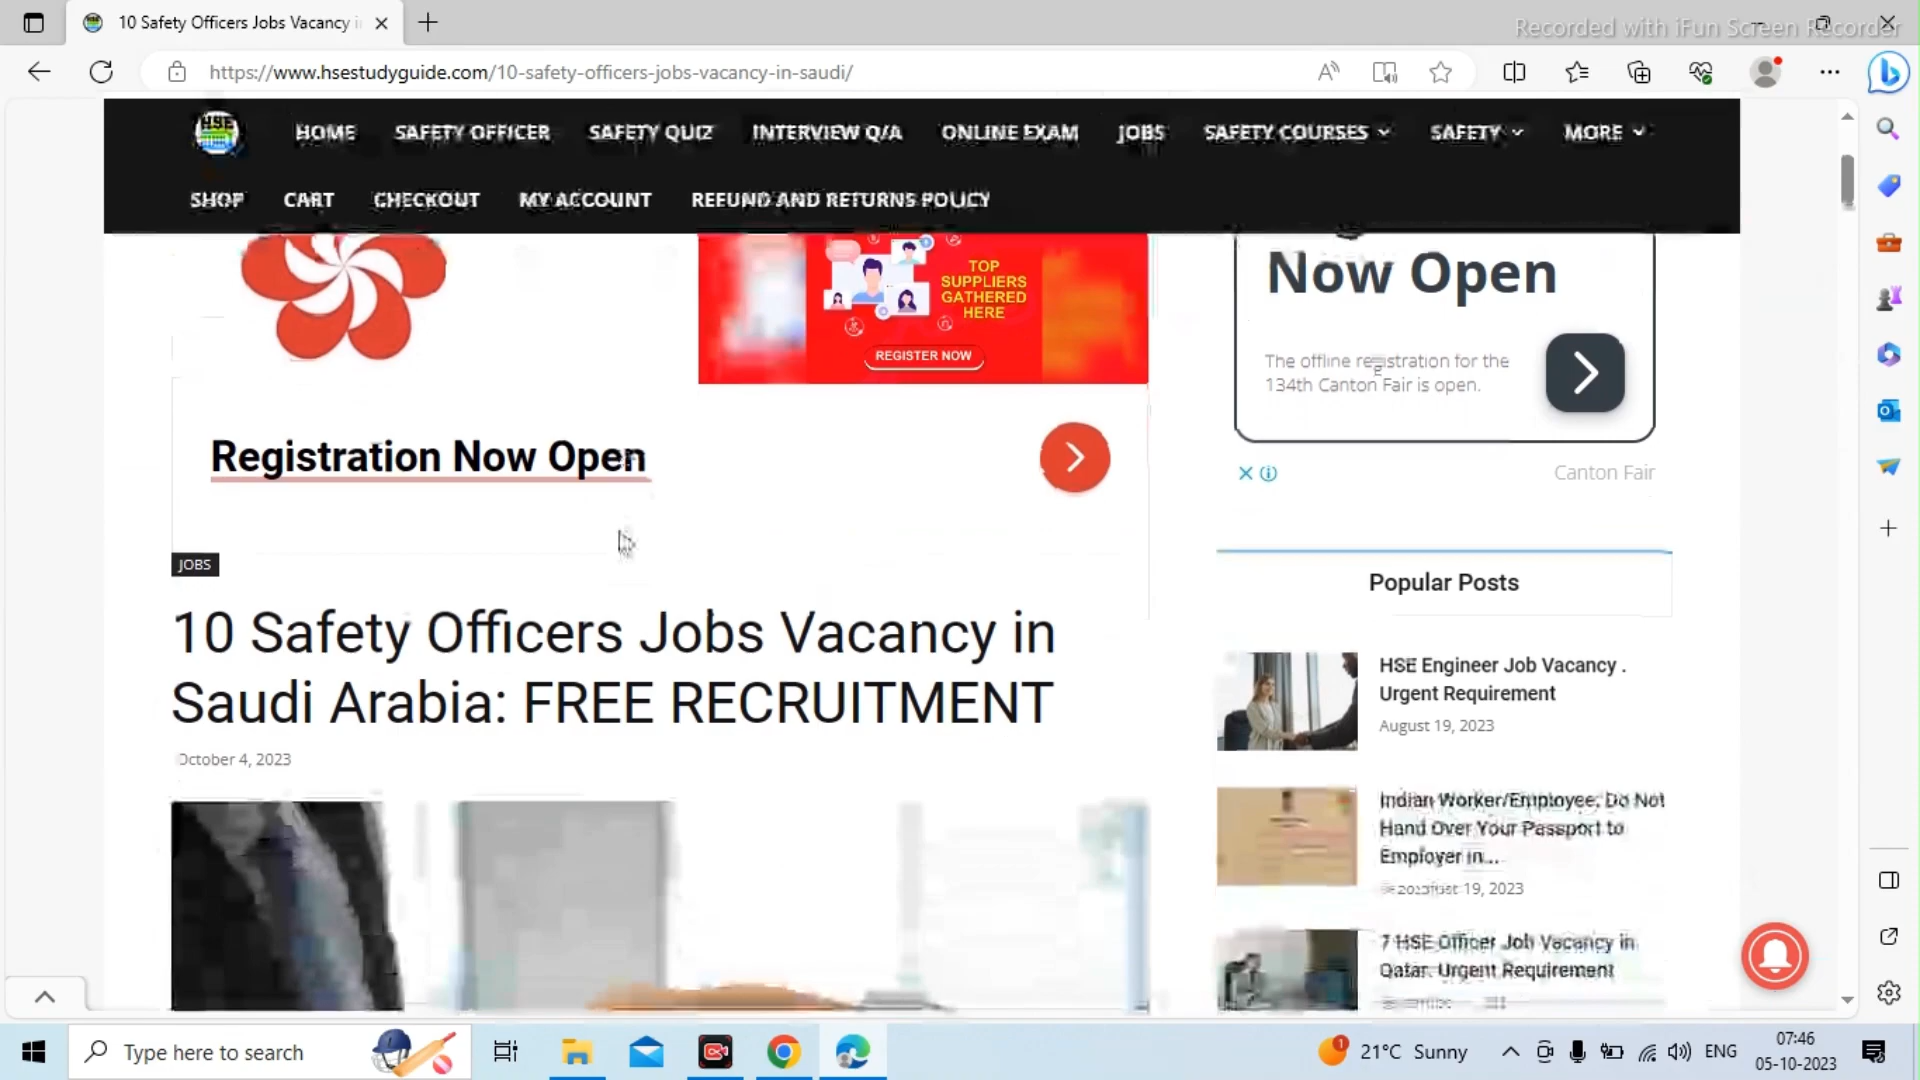 10 Safety Officers Jobs Vacancy i
Recorded with iFun Screen Recorder
https://www.hsestudyguide.com/10-safety-officers-jobs-vacancy-in-saudi/
HSE
HOME SAFETY OFFICER SAFETY QUIZ INTERVIEW Q/A ONLINE EXAM JOBS SAFETY COURSES SAFETY MORE
SHOP CART CHECKOUT MY ACCOUNT REFUND AND RETURNS POLICY
TOP
SUPPLIERS
GATHERED
HERE
REGISTER NOW
Now Open
The offline registration for the
134th Canton Fair is open.
Registration Now Open
Canton Fair
JOBS
10 Safety Officers Jobs Vacancy in
Saudi Arabia: FREE RECRUITMENT
October 4, 2023
Popular Posts
HSE Engineer Job Vacancy .
Urgent Requirement
August 19, 2023
Indian Worker/Employee, Do Not
Hand Over Your Passport to
Employer in...
19, 2023
7 HSE Officer Job Vacancy in
Qatar. Urgent Requirement
Type here to search
1
21°C Sunny
ENG
07:46
05-10-2023